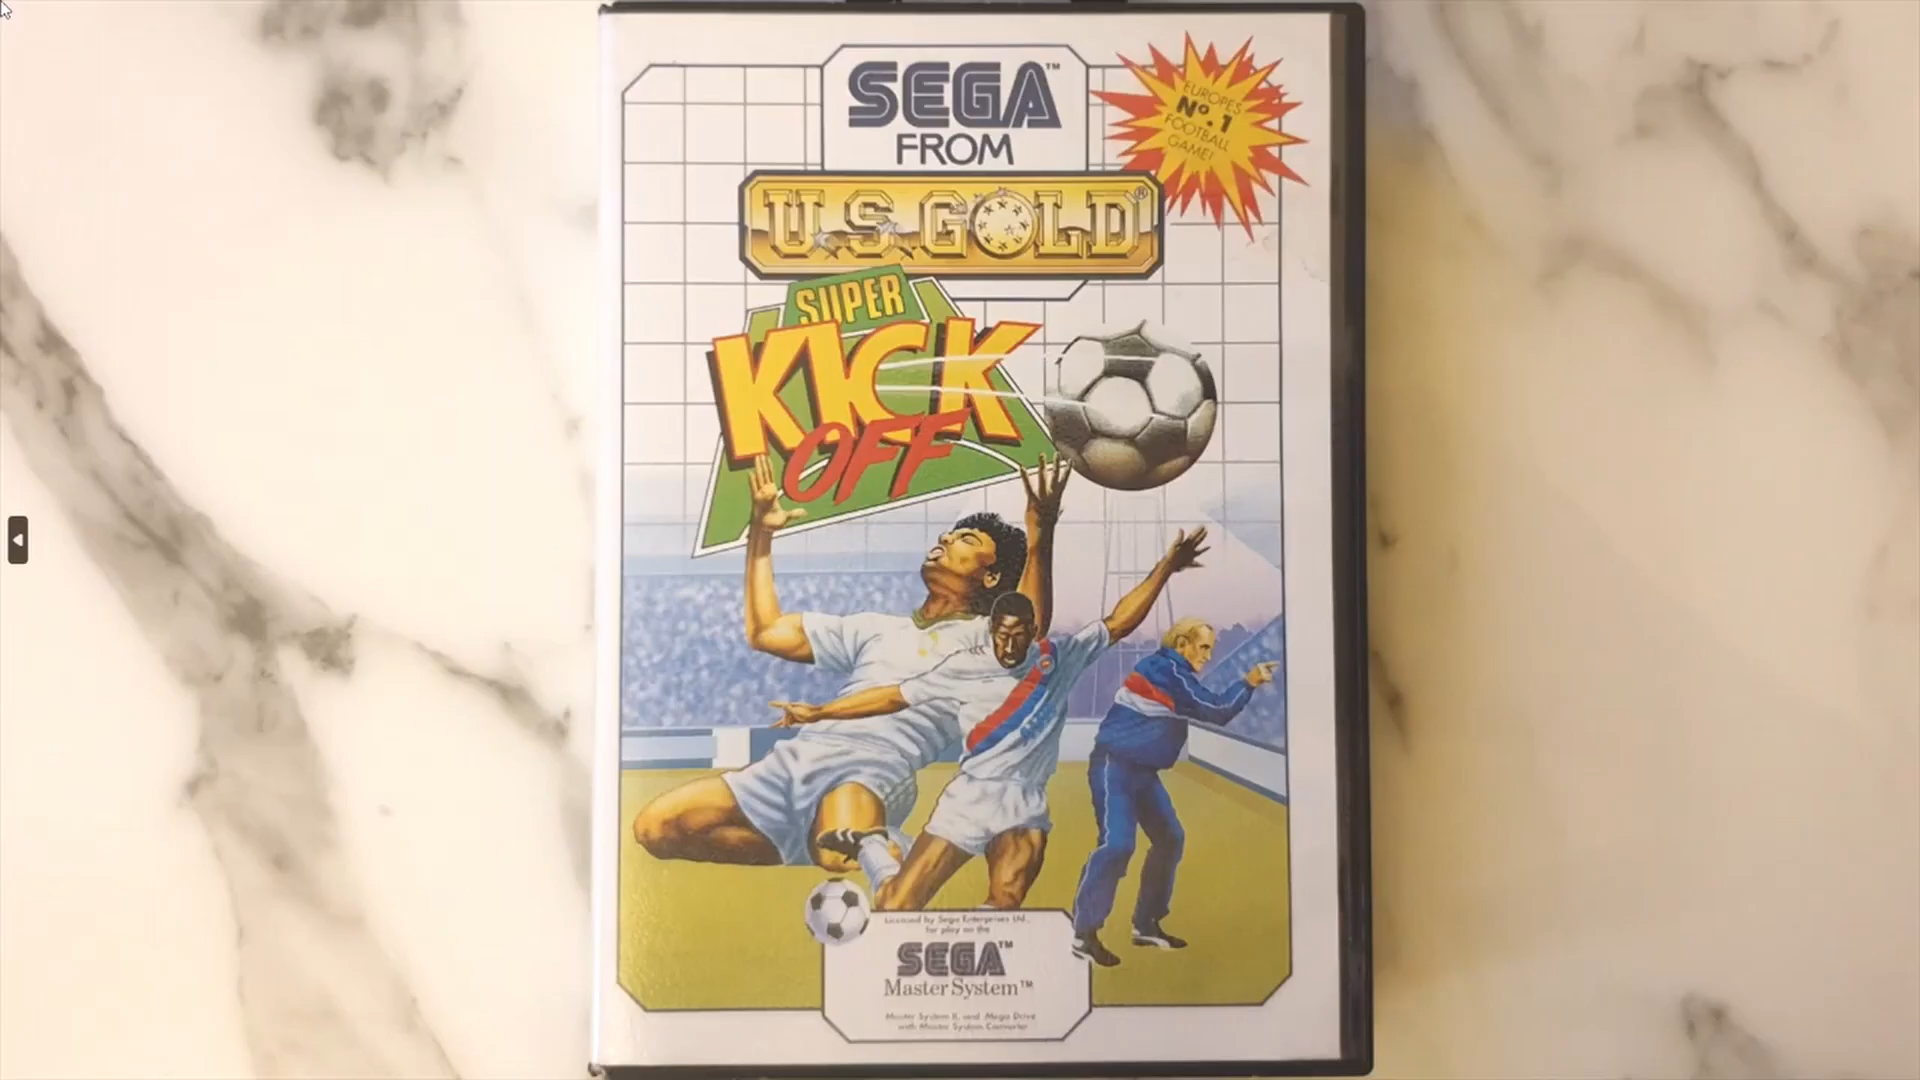 SEGA™
FROM
U.S. GOLD®
EUROPES
No. 1
FOOTBALL
GAME!
SUPER
KICK
OFF
Licensed by Sega Enterprises Ltd.,
for play on the
SEGA™
Master System™
Master System II, and Mega Drive
with Master System Converter